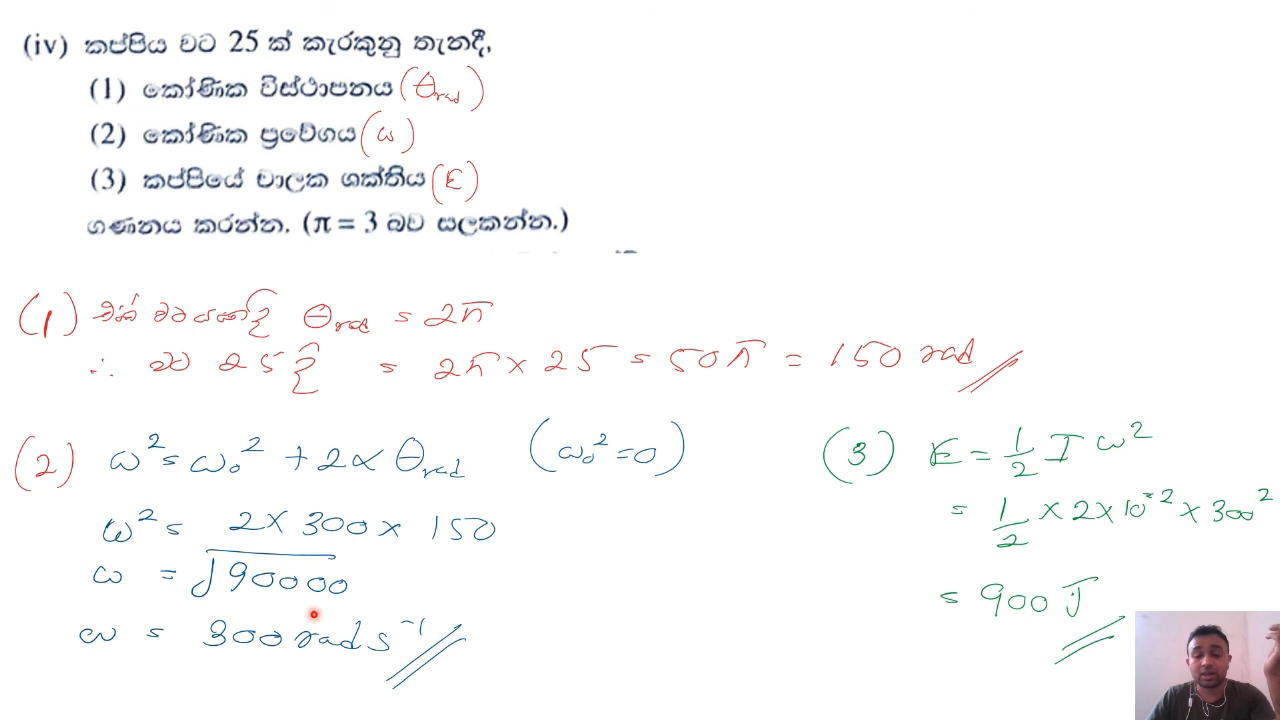 (iv) කප්පිය වට 25 ක් කැරකුනු තැනදී,
(1) කෝණික විස්ථාපනය (θrad)
(2) කෝණික ප්‍රවේගය (ω)
(3) කප්පියේ චාලක ශක්තිය (E)
ගණනය කරන්න. (π = 3 බව සලකන්න.)
(1) එක් වටයකදී θrad = 2π
∴ වට 25 දී = 2π × 25 = 50π = 150 rad
(2) ω² = ω₀² + 2αθrad (ω₀² = 0)
ω² = 2 × 300 × 150
ω = √90000
ω = 300 rad s⁻¹
(3) E = 1/2 I ω²
= 1/2 × 2 × 10⁻² × 300²
= 900 J